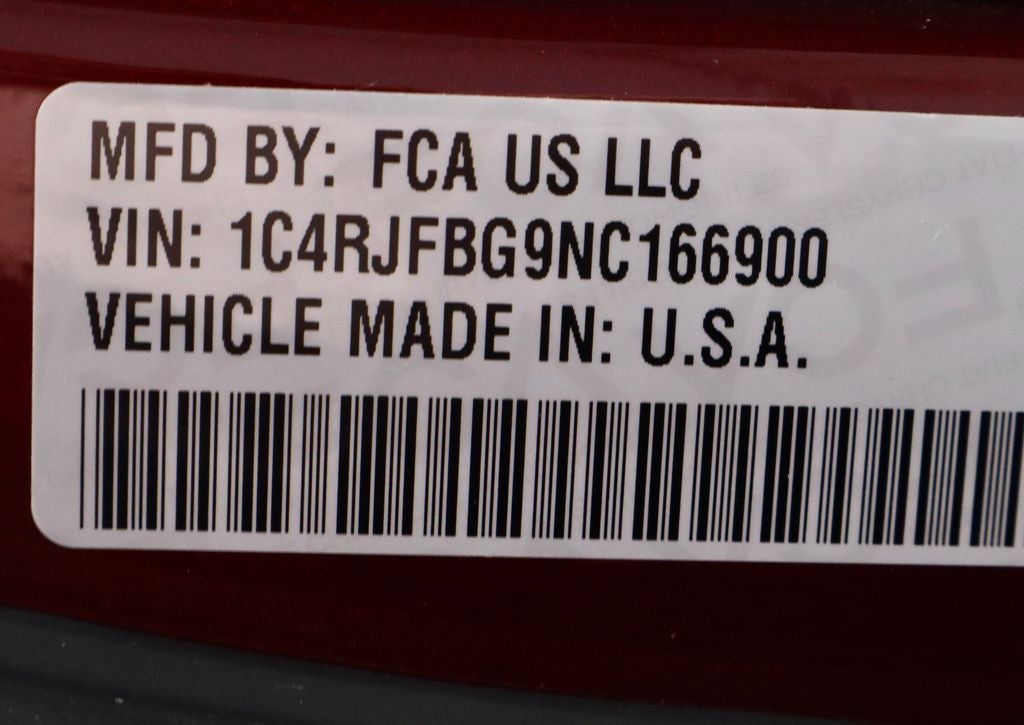 MFD BY: FCA US LLC
VIN: 1C4RJFBG9NC166900
VEHICLE MADE IN: U.S.A.